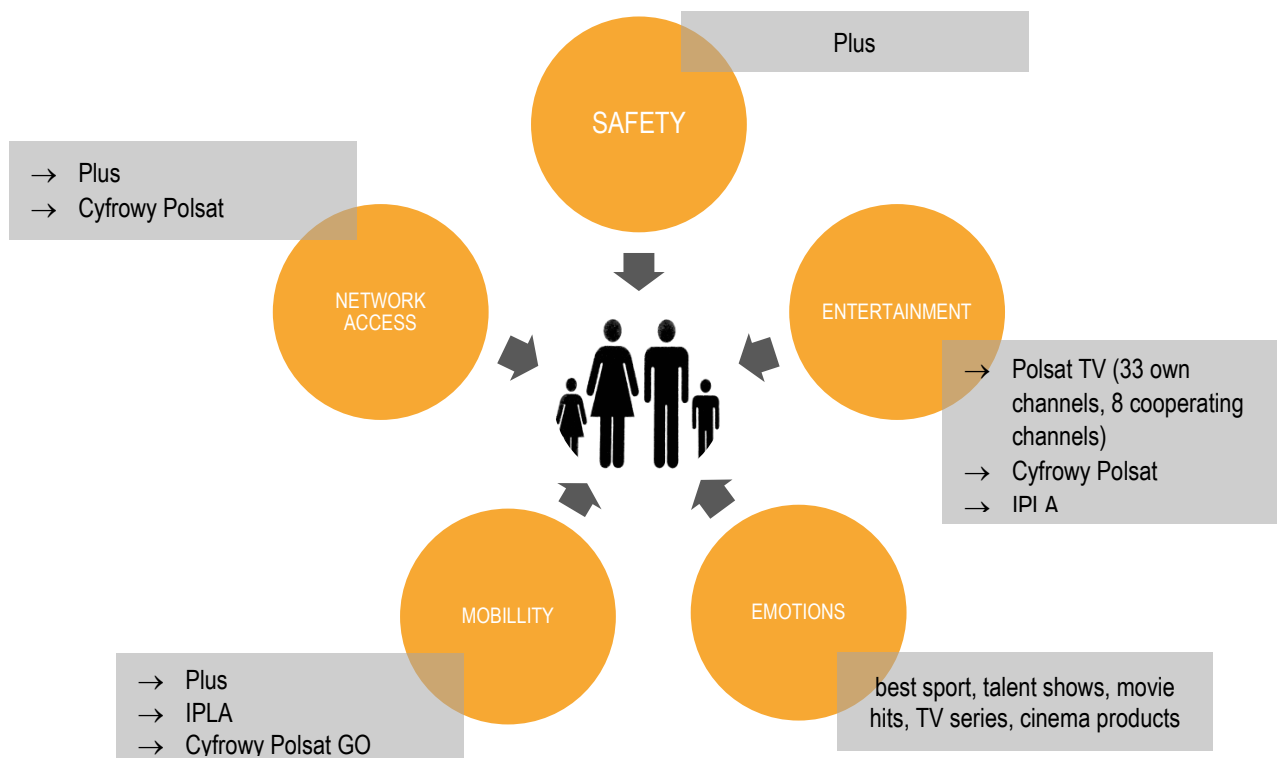 Plus
SAFETY
→ Plus
→ Cyfrowy Polsat
NETWORK
ACCESS
ENTERTAINMENT
→ Polsat TV (33 own
channels, 8 cooperating
channels)
→ Cyfrowy Polsat
→ IPLA
MOBILLITY
→ Plus
→ IPLA
→ Cyfrowy Polsat GO
EMOTIONS
best sport, talent shows, movie
hits, TV series, cinema products